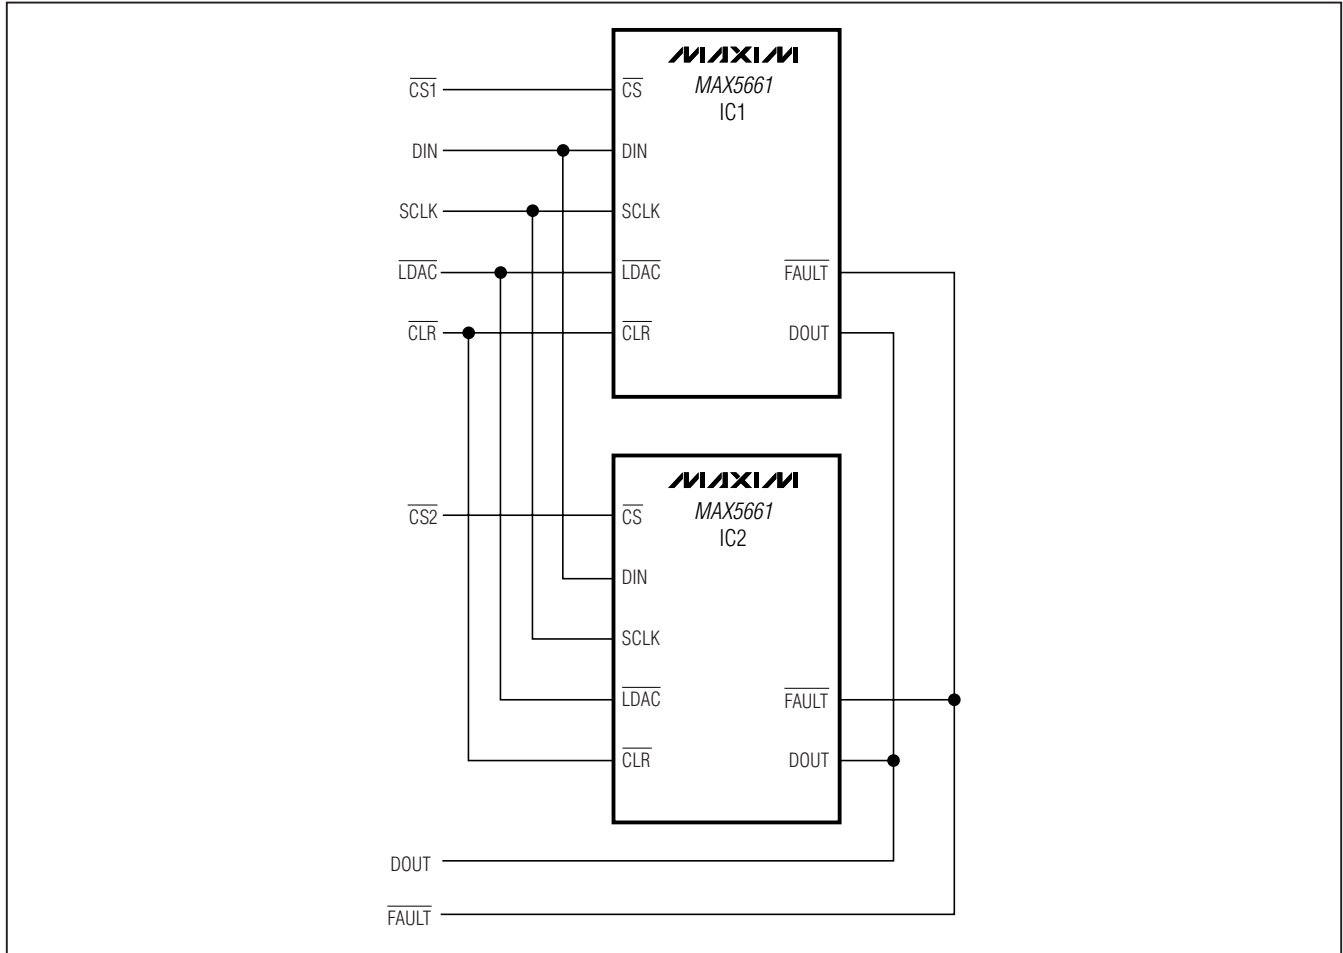 MAXIM
MAX5661
IC1
CS1
CS
DIN
DIN
SCLK
SCLK
LDAC
LDAC
FAULT
CLR
CLR
DOUT
MAXIM
MAX5661
IC2
CS2
CS
DIN
SCLK
LDAC
FAULT
CLR
DOUT
DOUT
FAULT